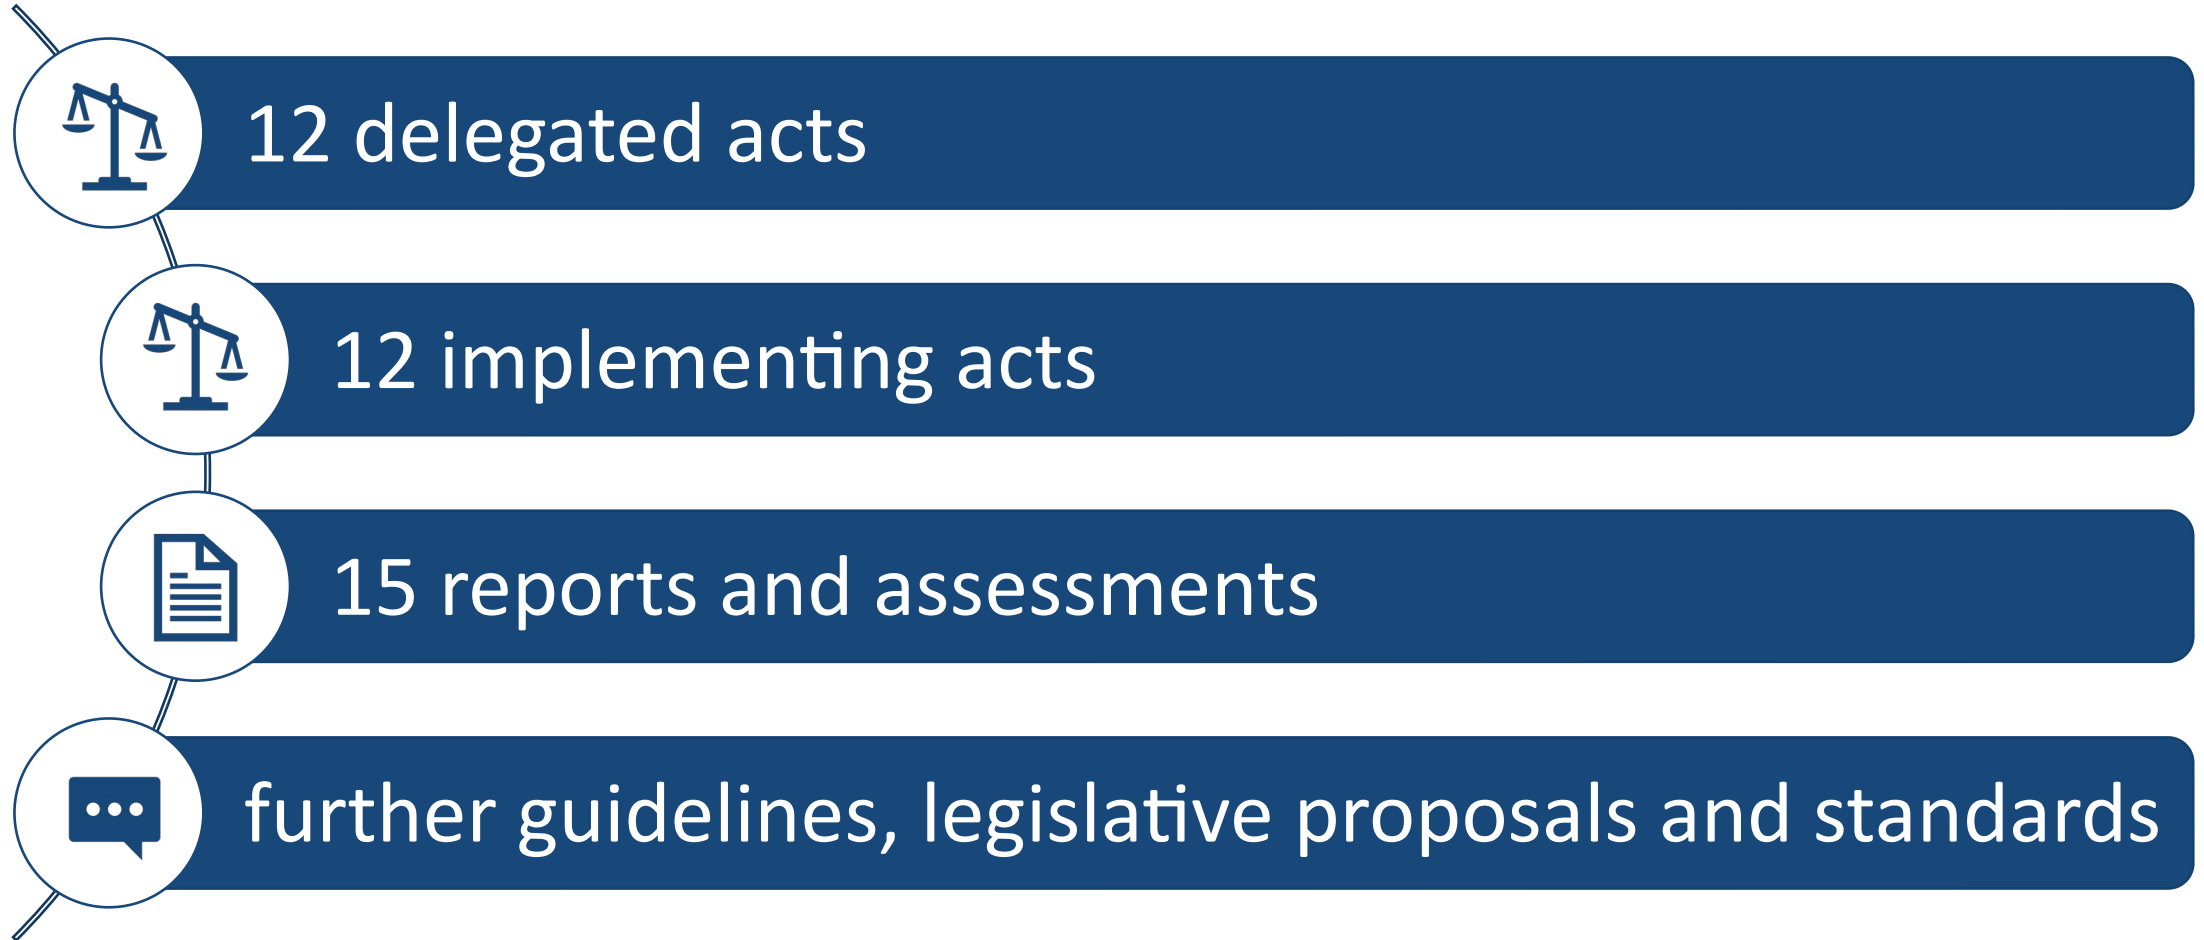 12 delegated acts
12 implementing acts
15 reports and assessments
further guidelines, legislative proposals and standards